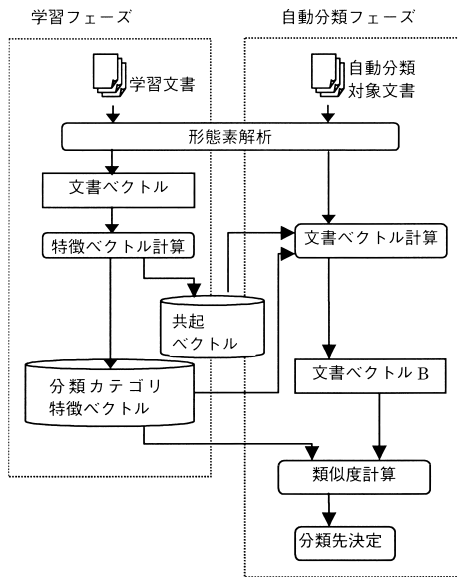 学習フェーズ
自動分類フェーズ
学習文書
自動分類
対象文書
形態素解析
文書ベクトル
特徴ベクトル計算
文書ベクトル計算
共起
ベクトル
分類カテゴリ
特徴ベクトル
文書ベクトル B
類似度計算
分類先決定